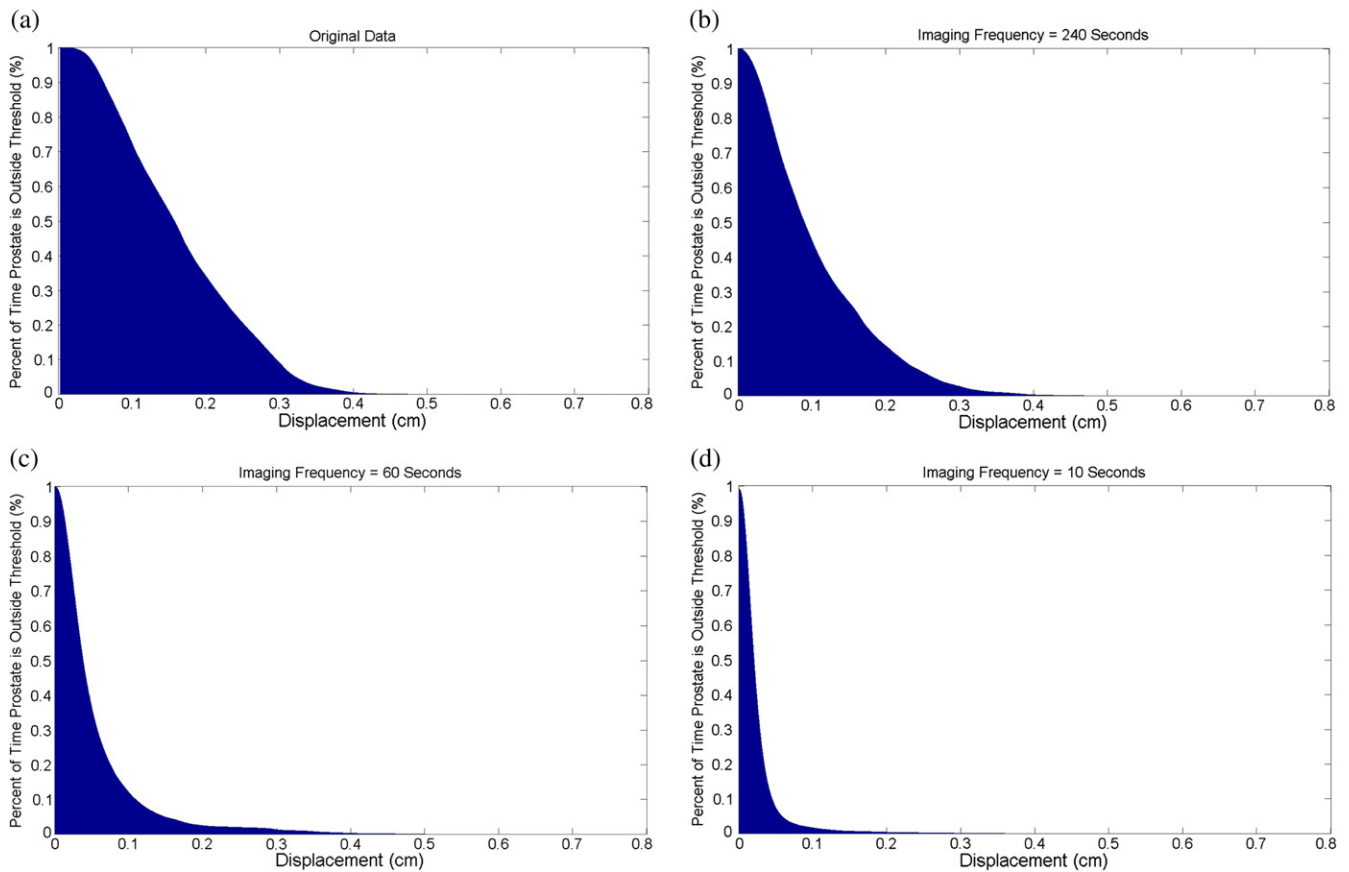 (a)
Original Data
Percent of Time Prostate is Outside Threshold (%)
1
0.9
0.8
0.7
0.6
0.5
0.4
0.3
0.2
0.1
0
0 0.1 0.2 0.3 0.4 0.5 0.6 0.7 0.8
Displacement (cm)
(b)
Imaging Frequency = 240 Seconds
Percent of Time Prostate is Outside Threshold (%)
1
0.9
0.8
0.7
0.6
0.5
0.4
0.3
0.2
0.1
0
0 0.1 0.2 0.3 0.4 0.5 0.6 0.7 0.8
Displacement (cm)
(c)
Imaging Frequency = 60 Seconds
Percent of Time Prostate is Outside Threshold (%)
1
0.9
0.8
0.7
0.6
0.5
0.4
0.3
0.2
0.1
0
0 0.1 0.2 0.3 0.4 0.5 0.6 0.7 0.8
Displacement (cm)
(d)
Imaging Frequency = 10 Seconds
Percent of Time Prostate is Outside Threshold (%)
1
0.9
0.8
0.7
0.6
0.5
0.4
0.3
0.2
0.1
0
0 0.1 0.2 0.3 0.4 0.5 0.6 0.7 0.8
Displacement (cm)